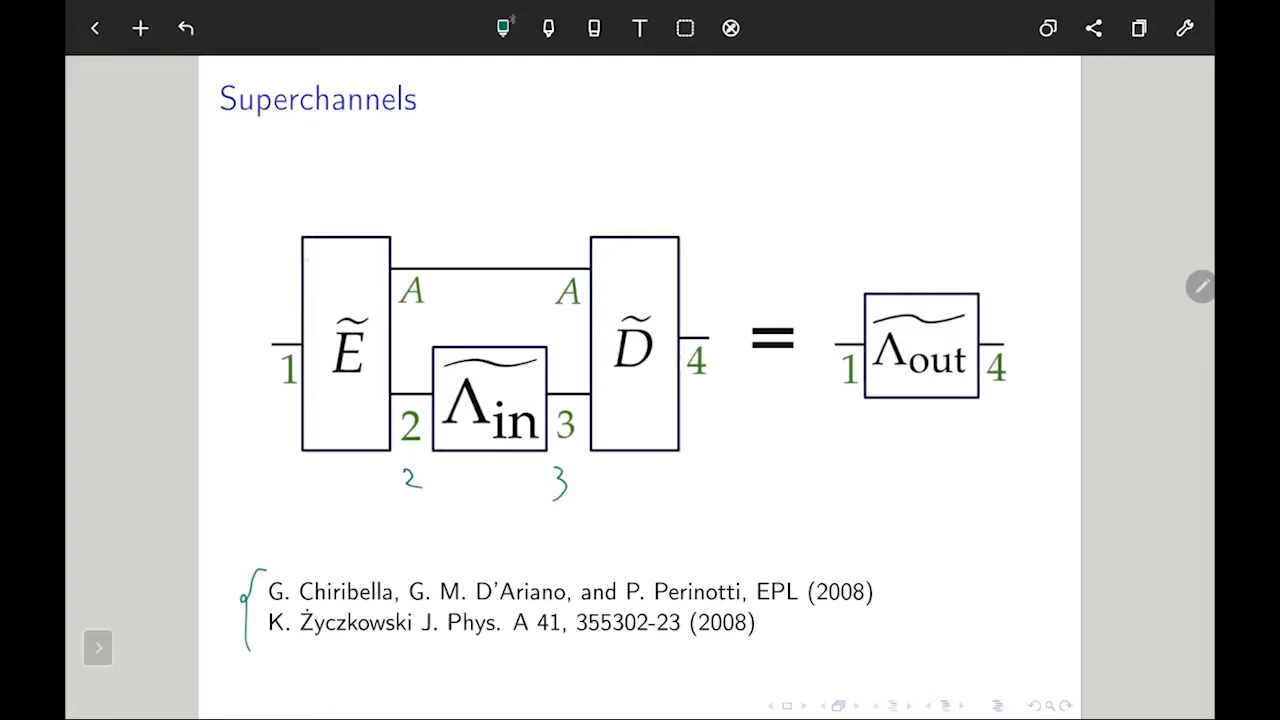 Superchannels
A A
Ẽ D̃ = Λ̃out
1 2 Λ̃in 3 4 1 4
2 3
G. Chiribella, G. M. D'Ariano, and P. Perinotti, EPL (2008)
K. Życzkowski J. Phys. A 41, 355302-23 (2008)